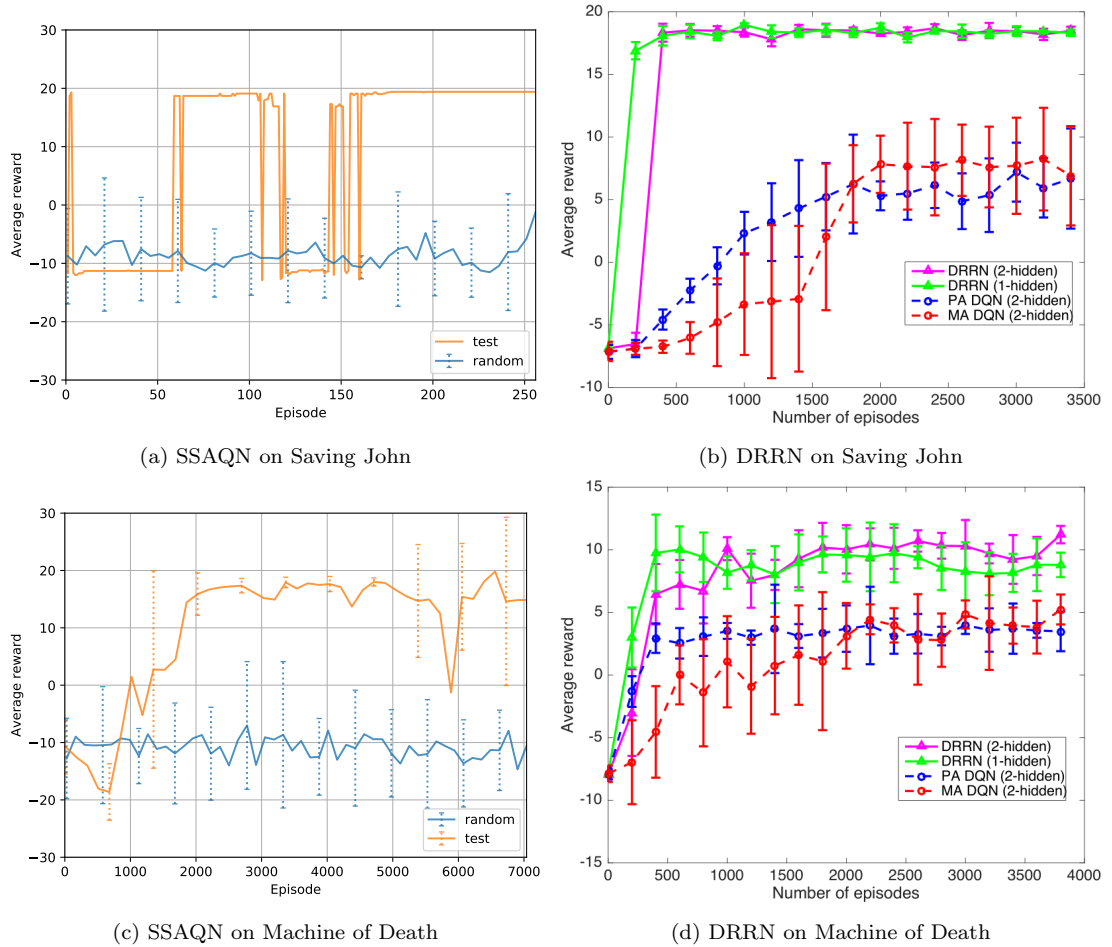 30
20
10
0
−10
−20
−30
Average reward
0
50
100
150
200
250
Episode
test
random
(a) SSAQN on Saving John
20
15
10
5
0
-5
-10
Average reward
0
500
1000
1500
2000
2500
3000
3500
Number of episodes
DRRN (2-hidden)
DRRN (1-hidden)
PA DQN (2-hidden)
MA DQN (2-hidden)
(b) DRRN on Saving John
30
20
10
0
−10
−20
−30
Average reward
0
1000
2000
3000
4000
5000
6000
7000
Episode
random
test
(c) SSAQN on Machine of Death
15
10
5
0
-5
-10
-15
Average reward
0
500
1000
1500
2000
2500
3000
3500
4000
Number of episodes
DRRN (2-hidden)
DRRN (1-hidden)
PA DQN (2-hidden)
MA DQN (2-hidden)
(d) DRRN on Machine of Death